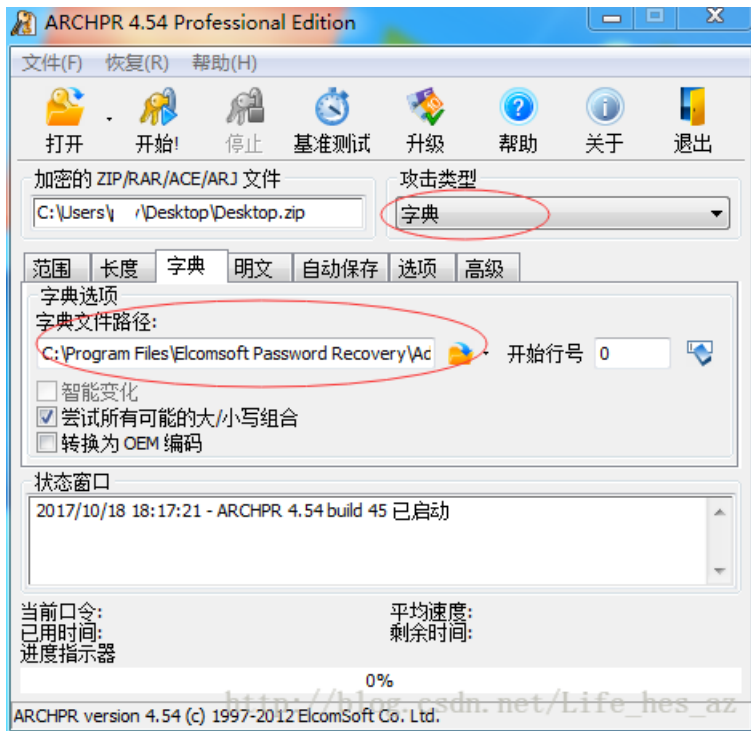 ARCHPR 4.54 Professional Edition
文件(F) 恢复(R) 帮助(H)
打开 开始! 停止 基准测试 升级 帮助 关于 退出
加密的 ZIP/RAR/ACE/ARJ 文件 攻击类型
C:\Users\ /Desktop\Desktop.zip 字典
范围 长度 字典 明文 自动保存 选项 高级
字典选项
字典文件路径:
C:\Program Files\Elcomsoft Password Recovery\Ad 开始行号 0
智能变化
尝试所有可能的大/小写组合
转换为 OEM 编码
状态窗口
2017/10/18 18:17:21 - ARCHPR 4.54 build 45 已启动
当前口令: 平均速度:
已用时间: 剩余时间:
进度指示器
0%
http://blog.csdn.net/Life_hes_az
ARCHPR version 4.54 (c) 1997-2012 ElcomSoft Co. Ltd.